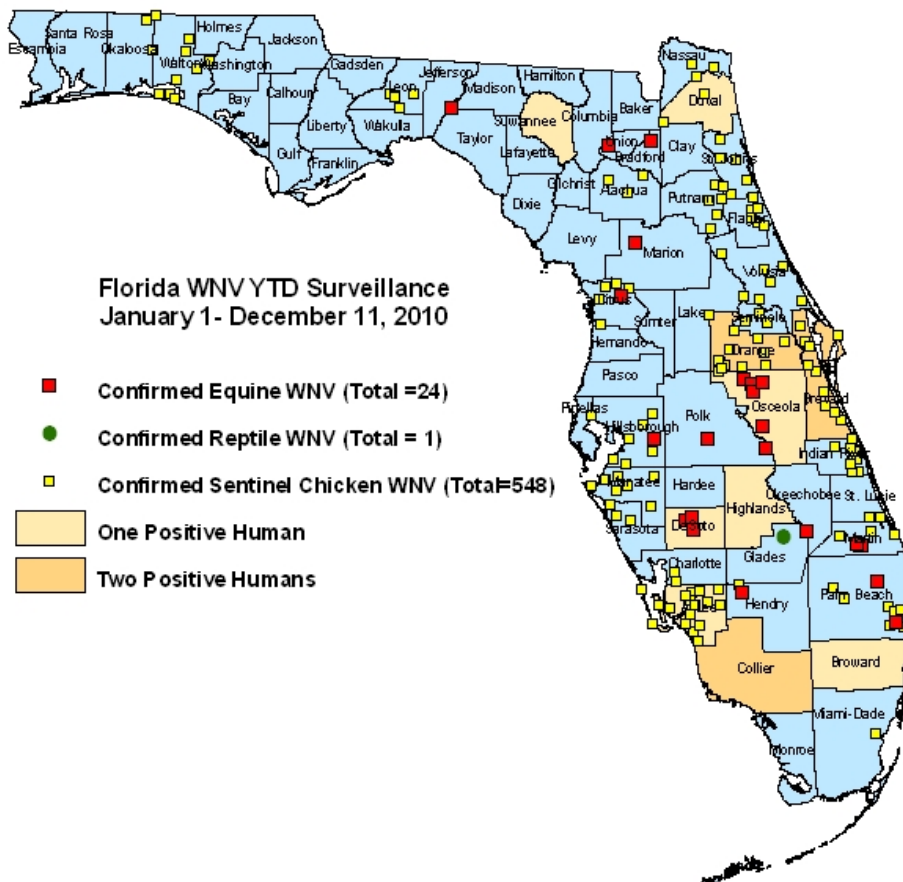 Holmes
Jackson
Santa Rosa
Escambia
Okaloosa
Walton
Washington
Gadsden
Jefferson
Hamilton
Nassau
Leon
Madison
Baker
Duval
Bay
Calhoun
Columbia
Suwannee
Liberty
Wakulla
Taylor
Union
Clay
Lafayette
Bradford
St. Johns
Gulf
Franklin
Gilchrist
Alachua
Putnam
Dixie
Flagler
Levy
Marion
Volusia
Florida WNV YTD Surveillance
January 1- December 11, 2010
Citrus
Lake
Sumter
Seminole
Hernando
Orange
Pasco
Confirmed Equine WNV (Total =24)
Brevard
Osceola
Pinellas
Polk
Hillsborough
Confirmed Reptile WNV (Total = 1)
Indian River
Confirmed Sentinel Chicken WNV (Total=548)
Manatee
Hardee
Okeechobee
St. Lucie
Highlands
One Positive Human
Sarasota
DeSoto
Martin
Glades
Two Positive Humans
Charlotte
Palm Beach
Lee
Hendry
Collier
Broward
Miami-Dade
Monroe